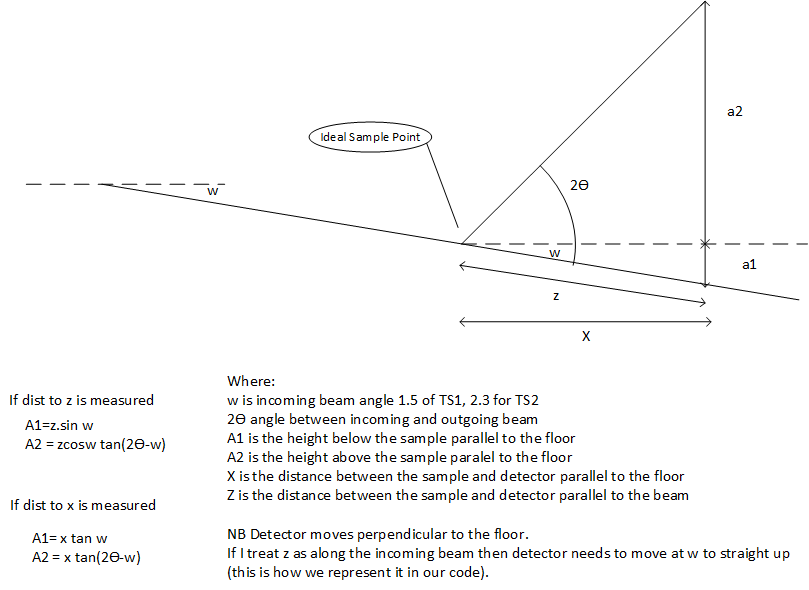 a2
Ideal Sample Point
2Ө
w
w
a1
z
X
Where:
If dist to z is measured
w is incoming beam angle 1.5 of TS1, 2.3 for TS2
A1=z.sin w
2Ө angle between incoming and outgoing beam
A2 = zcosw tan(2Ө-w)
A1 is the height below the sample parallel to the floor
A2 is the height above the sample paralel to the floor
X is the distance between the sample and detector parallel to the floor
Z is the distance between the sample and detector parallel to the beam
If dist to x is measured
A1= x tan w
A2 = x tan(2Ө-w)
NB Detector moves perpendicular to the floor.
If I treat z as along the incoming beam then detector needs to move at w to straight up
(this is how we represent it in our code).